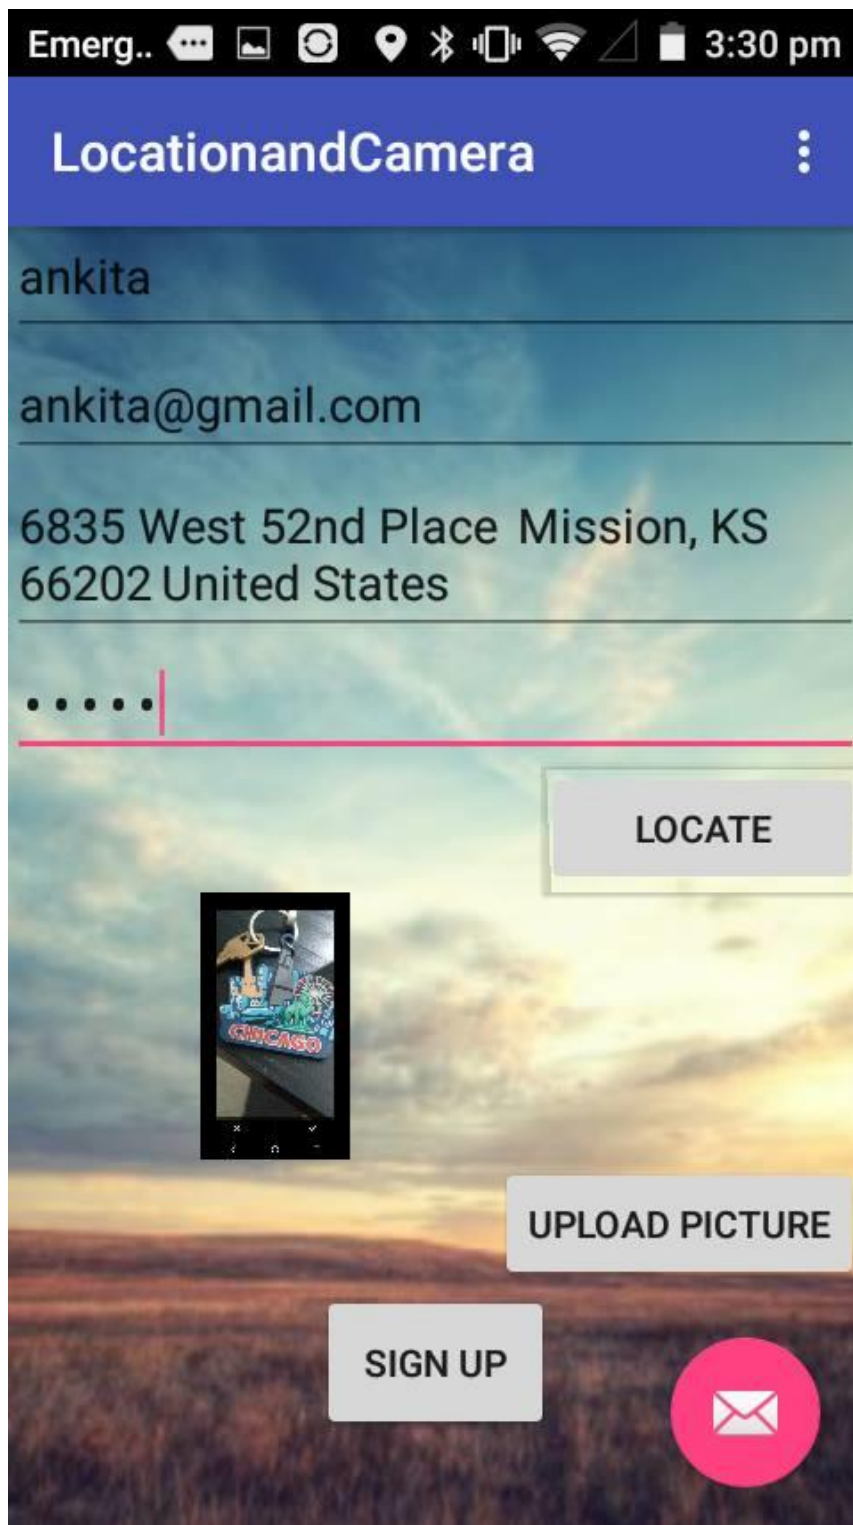 Emerg.. 3:30 pm
LocationandCamera
ankita
ankita@gmail.com
6835 West 52nd Place Mission, KS
66202 United States
•••••
LOCATE
CHICAGO
UPLOAD PICTURE
SIGN UP